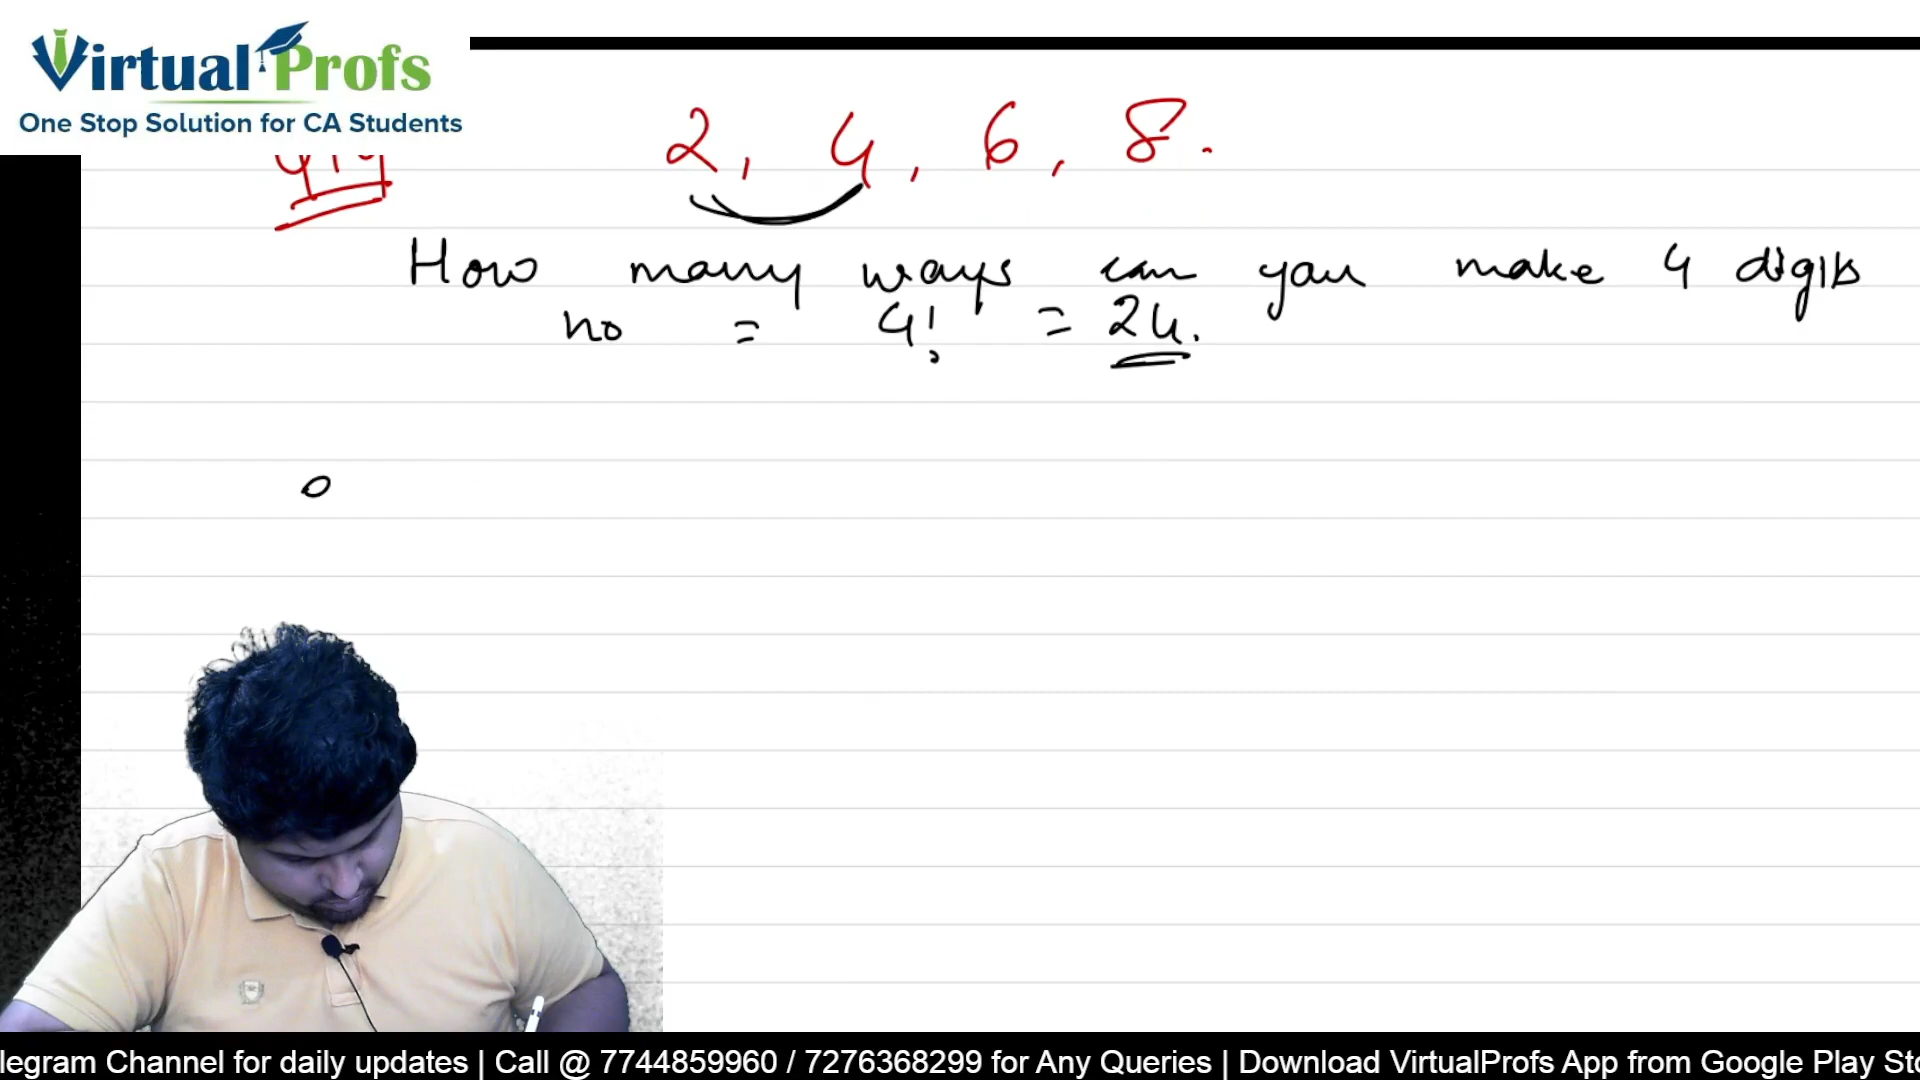 Virtual Profs
One Stop Solution for CA Students
2, 4, 6, 8.
How many ways can you make 4 digits
no = 4! = 24.
0
legram Channel for daily updates | Call @ 7744859960 / 7276368299 for Any Queries | Download VirtualProfs App from Google Play Sto